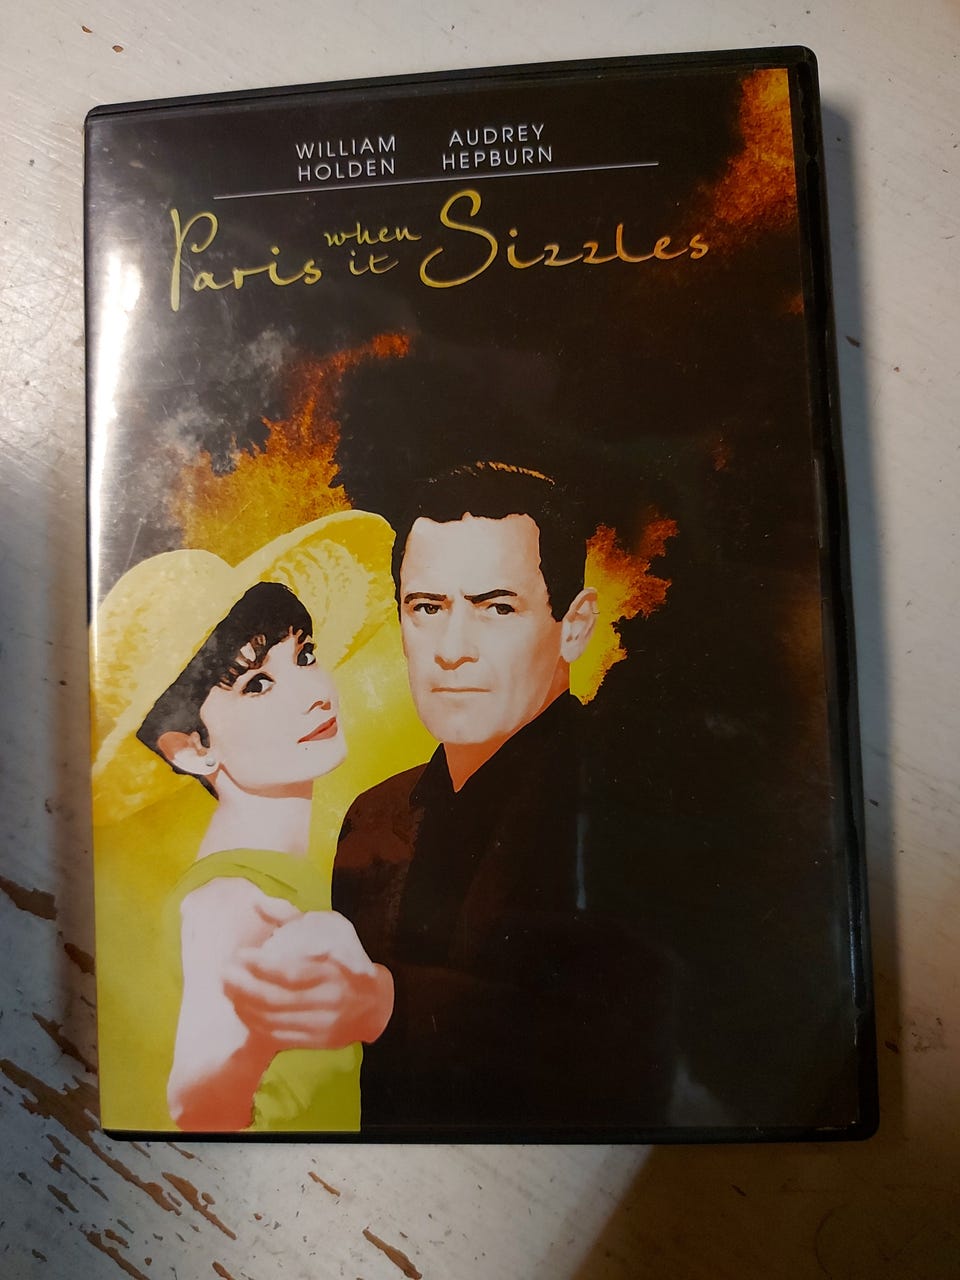 WILLIAM HOLDEN
AUDREY HEPBURN
Paris when it Sizzles